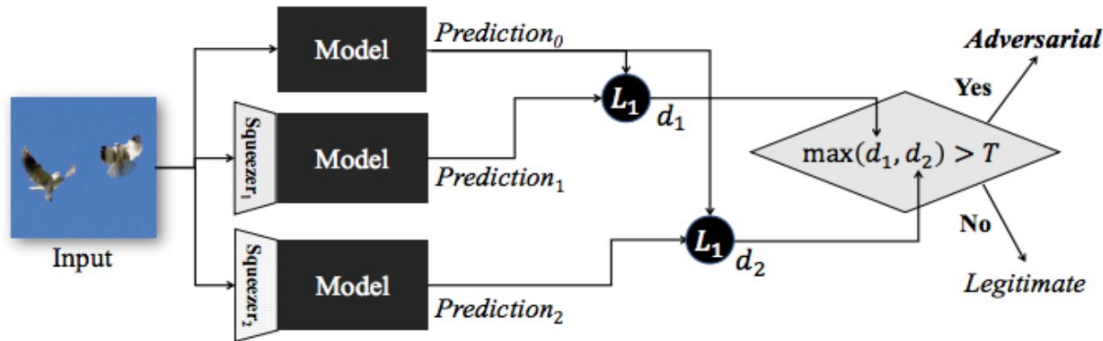 Input
Model
Prediction₀
Squeezer₁
Model
Prediction₁
Squeezer₂
Model
Prediction₂
L₁
d₁
L₁
d₂
max(d₁, d₂) > T
Yes
Adversarial
No
Legitimate